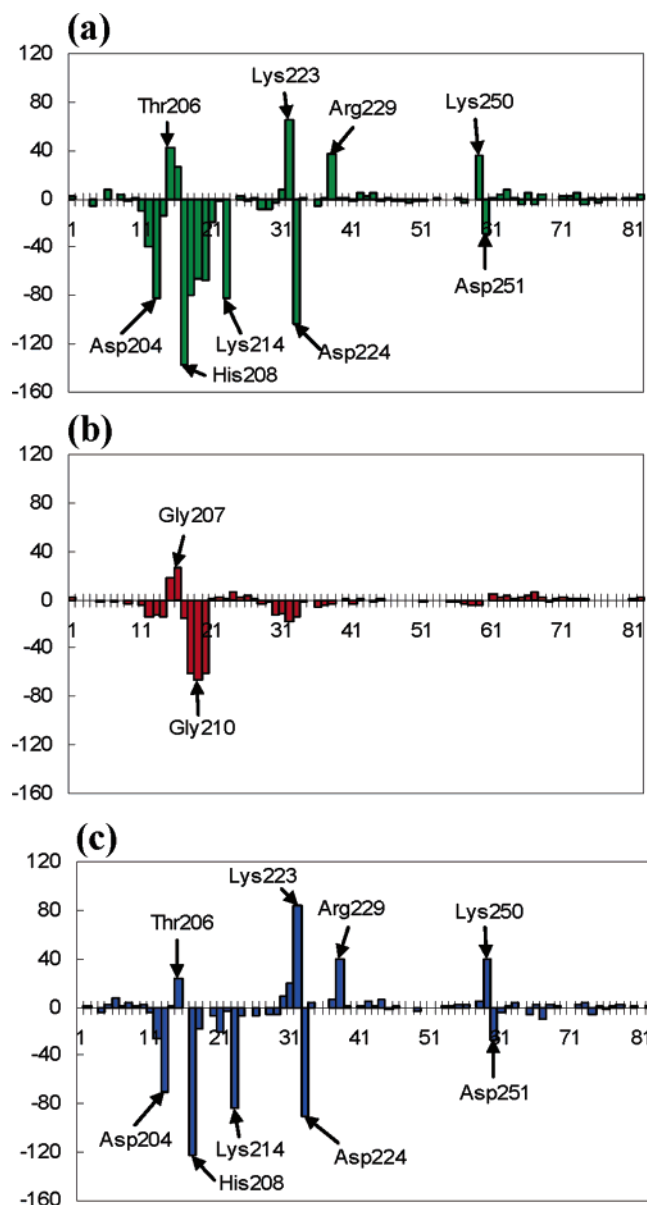 (a)
120
80
40
0
-40
-80
-120
-160
1 11 21 31 41 51 61 71 81
Thr206
Lys223
Arg229
Lys250
Asp204
His208
Lys214
Asp224
Asp251
(b)
120
80
40
0
-40
-80
-120
-160
1 11 21 31 41 51 61 71 81
Gly207
Gly210
(c)
120
80
40
0
-40
-80
-120
-160
1 11 21 31 41 51 61 71 81
Thr206
Lys223
Arg229
Lys250
Asp204
His208
Lys214
Asp224
Asp251